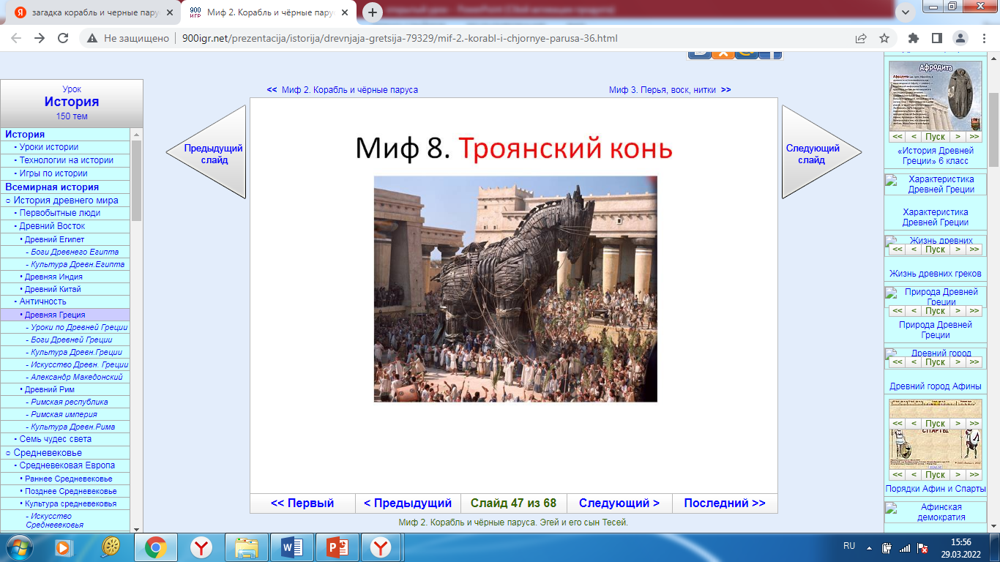 загадка корабль и черные пару
Миф 2. Корабль и чёрные пару
Не защищено
900igr.net/prezentacija/istorija/drevnjaja-gretsija-79329/mif-2.-korabl-i-chjornye-parusa-36.html
Урок
История
150 тем
История
• Уроки истории
• Технологии на истории
• Игры по истории
Всемирная история
○ История древнего мира
• Первобытные люди
• Древний Восток
• Древний Египет
- Боги Древнего Египта
- Культура Древн.Египта
• Древняя Индия
• Древний Китай
• Античность
• Древняя Греция
- Уроки по Древней Греции
- Боги Древней Греции
- Культура Древн.Греции
- Искусство Древн. Греции
- Александр Македонский
• Древний Рим
- Римская республика
- Римская империя
- Культура Древн.Рима
• Семь чудес света
○ Средневековье
• Средневековая Европа
• Раннее Средневековье
• Позднее Средневековье
• Культура средневековья
- Искусство
Средневековья
<< Миф 2. Корабль и чёрные паруса
Миф 3. Перья, воск, нитки >>
Предыдущий
слайд
Миф 8. Троянский конь
Следующий
слайд
<< Первый
< Предыдущий
Слайд 47 из 68
Следующий >
Последний >>
Миф 2. Корабль и чёрные паруса. Эгей и его сын Тесей.
Афродита
<< < Пуск > >>
«История Древней
Греции» 6 класс
Характеристика
Древней Греции
Характеристика
Древней Греции
Жизнь древних
<< < Пуск > >>
Жизнь древних греков
Природа Древней
Греции
<< < Пуск > >>
Природа Древней
Греции
Древний город
<< < Пуск > >>
Древний город Афины
<< < Пуск > >>
СПАРТЫ
<< < Пуск > >>
Порядки Афин и Спарты
Афинская
демократия
RU
15:56
29.03.2022